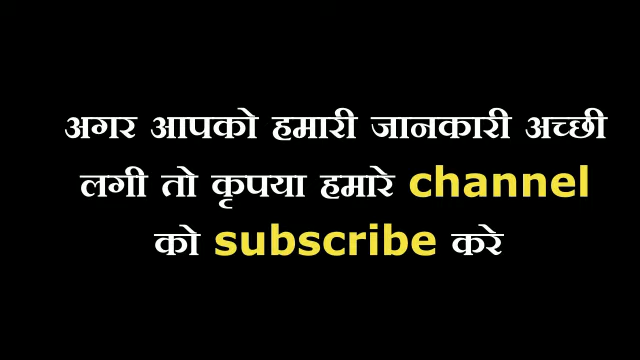 अगर आपको हमारी जानकारी अच्छी
लगी तो कृपया हमारे channel
को subscribe करे